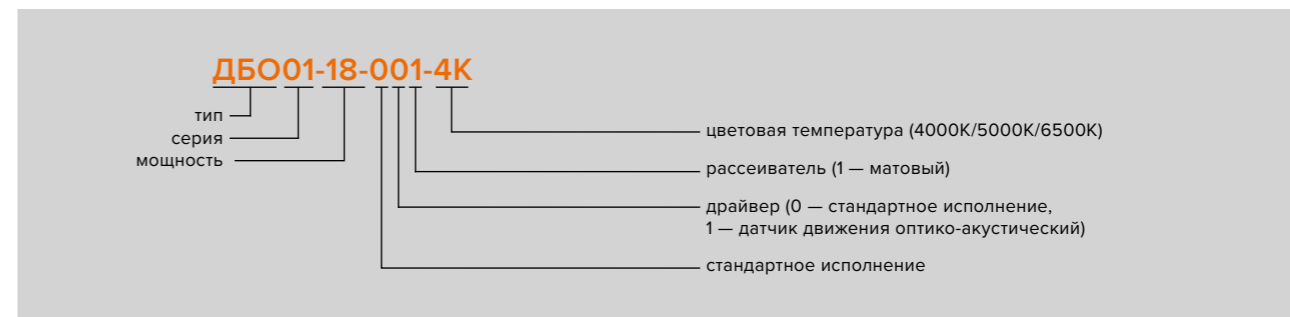 ДБО01-18-001-4К
тип
серия
мощность
цветовая температура (4000К/5000К/6500К)
рассеиватель (1 — матовый)
драйвер (0 — стандартное исполнение,
1 — датчик движения оптико-акустический)
стандартное исполнение